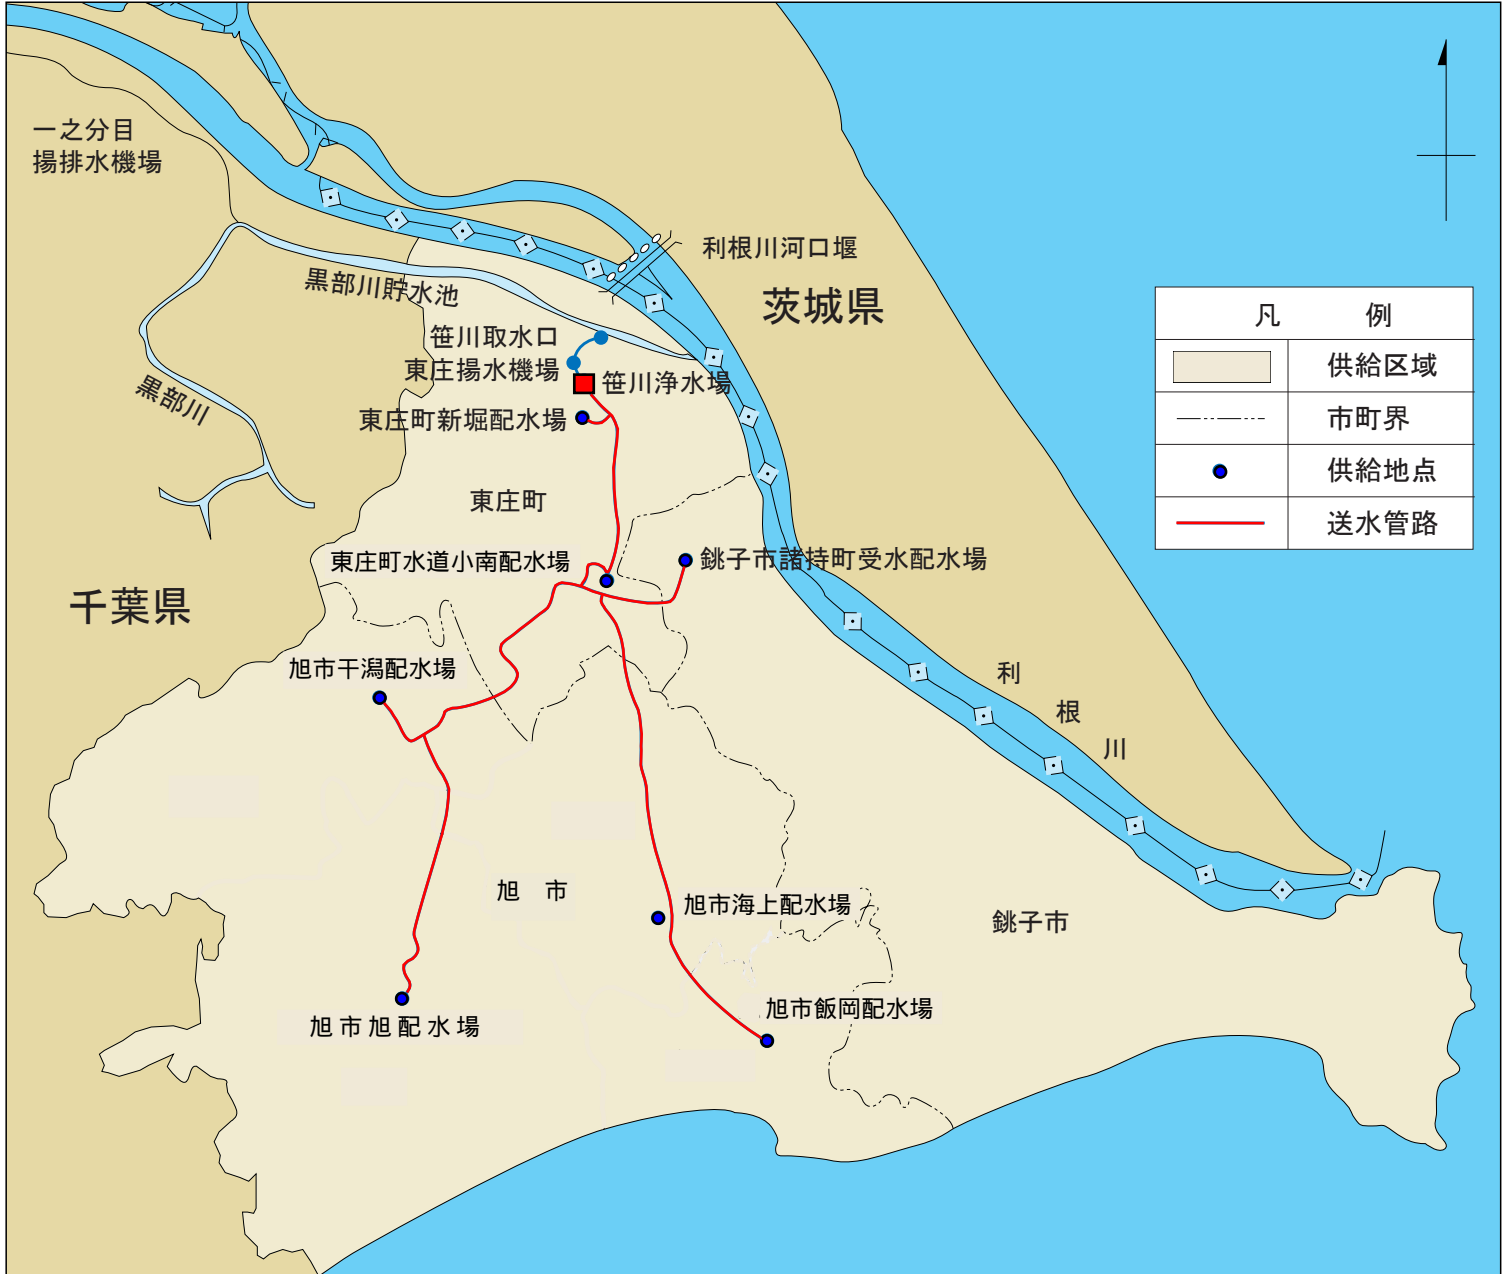 一之分目
揚排水機場
利根川河口堰
茨城県
黒部川貯水池
笹川取水口
東庄揚水機場
笹川浄水場
黒部川
東庄町新堀配水場
東庄町
東庄町水道小南配水場
銚子市諸持町受水配水場
千葉県
旭市干潟配水場
利
根
川
旭 市
旭市海上配水場
銚子市
旭市飯岡配水場
旭市旭配水場
凡 例
供給区域
市町界
供給地点
送水管路